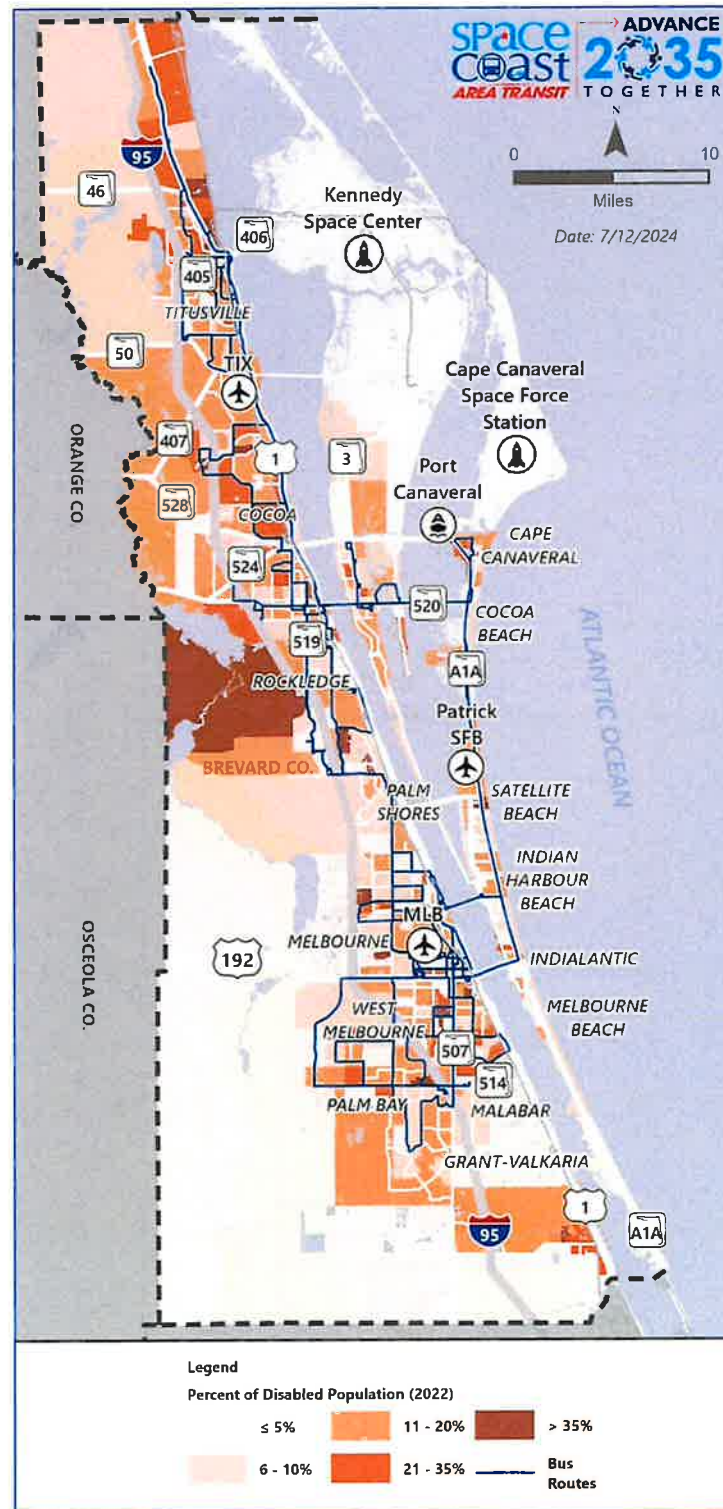 space coast
AREA TRANSIT
ADVANCE
2035
TOGETHER
N
0 10
Miles
Date: 7/12/2024
95
46
Kennedy
Space Center
406
405
TITUSVILLE
50
TIX
Cape Canaveral
Space Force
Station
ORANGE CO.
407
1
3
Port
Canaveral
528
COCOA
CAPE
CANAVERAL
524
520
COCOA
BEACH
ATLANTIC OCEAN
519
A1A
ROCKLEDGE
Patrick
SFB
BREVARD CO.
PALM
SHORES
SATELLITE
BEACH
INDIAN
HARBOUR
BEACH
OSCEOLA CO.
192
MELBOURNE
MLB
INDIALANTIC
WEST
MELBOURNE
MELBOURNE
BEACH
507
514
PALM BAY
MALABAR
GRANT-VALKARIA
1
95
A1A
Legend
Percent of Disabled Population (2022)
≤ 5% 11 - 20% > 35%
6 - 10% 21 - 35% Bus
Routes